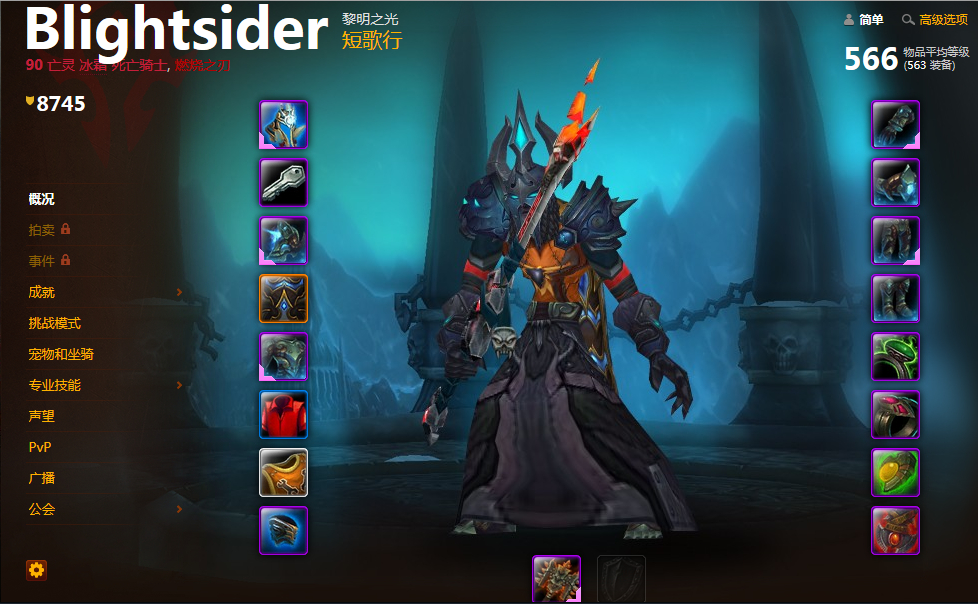 Blightsider
黎明之光
短歌行
90 亡灵 冰霜 死亡骑士, 燃烧之刃
8745
简单
高级选项
566
物品平均等级
(563 装备)
概况
拍卖
事件
成就
挑战模式
宠物和坐骑
专业技能
声望
PvP
广播
公会